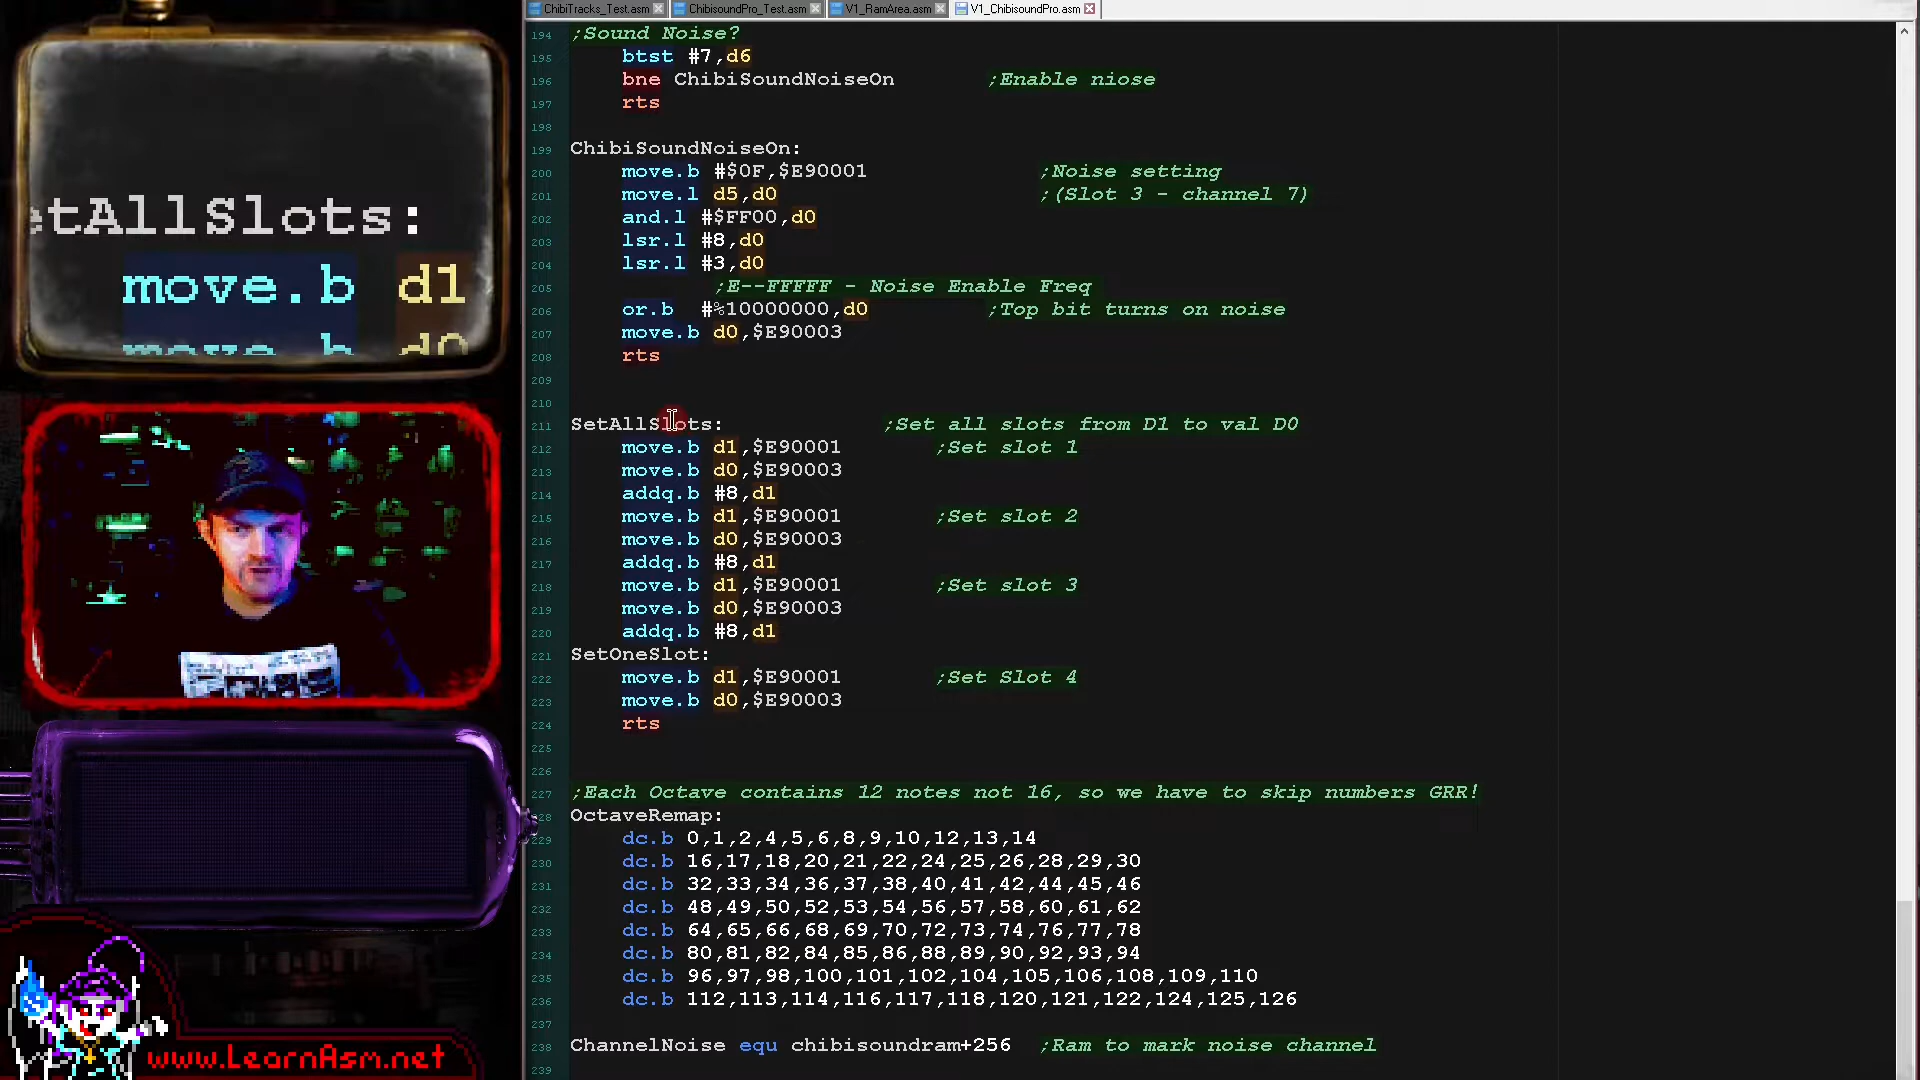 ChibiTracks_Test.asm ChibisoundPro_Test.asm V1_RamArea.asm V1_ChibisoundPro.asm
194 ;Sound Noise?
195 btst #7,d6
196 bne ChibiSoundNoiseOn ;Enable niose
197 rts
198
199 ChibiSoundNoiseOn:
200 move.b #$0F,$E90001 ;Noise setting
201 move.l d5,d0 ;(Slot 3 - channel 7)
202 and.l #$FF00,d0
203 lsr.l #8,d0
204 lsr.l #3,d0
205 ;E--FFFFF - Noise Enable Freq
206 or.b #%10000000,d0 ;Top bit turns on noise
207 move.b d0,$E90003
208 rts
209
210
211 SetAllSlots: ;Set all slots from D1 to val D0
212 move.b d1,$E90001 ;Set slot 1
213 move.b d0,$E90003
214 addq.b #8,d1
215 move.b d1,$E90001 ;Set slot 2
216 move.b d0,$E90003
217 addq.b #8,d1
218 move.b d1,$E90001 ;Set slot 3
219 move.b d0,$E90003
220 addq.b #8,d1
221 SetOneSlot:
222 move.b d1,$E90001 ;Set Slot 4
223 move.b d0,$E90003
224 rts
225
226
227 ;Each Octave contains 12 notes not 16, so we have to skip numbers GRR!
228 OctaveRemap:
229 dc.b 0,1,2,4,5,6,8,9,10,12,13,14
230 dc.b 16,17,18,20,21,22,24,25,26,28,29,30
231 dc.b 32,33,34,36,37,38,40,41,42,44,45,46
232 dc.b 48,49,50,52,53,54,56,57,58,60,61,62
233 dc.b 64,65,66,68,69,70,72,73,74,76,77,78
234 dc.b 80,81,82,84,85,86,88,89,90,92,93,94
235 dc.b 96,97,98,100,101,102,104,105,106,108,109,110
236 dc.b 112,113,114,116,117,118,120,121,122,124,125,126
237
238 ChannelNoise equ chibisoundram+256 ;Ram to mark noise channel
239
etAllSlots:
move.b d1
move.b d0
www.LearnAsm.net